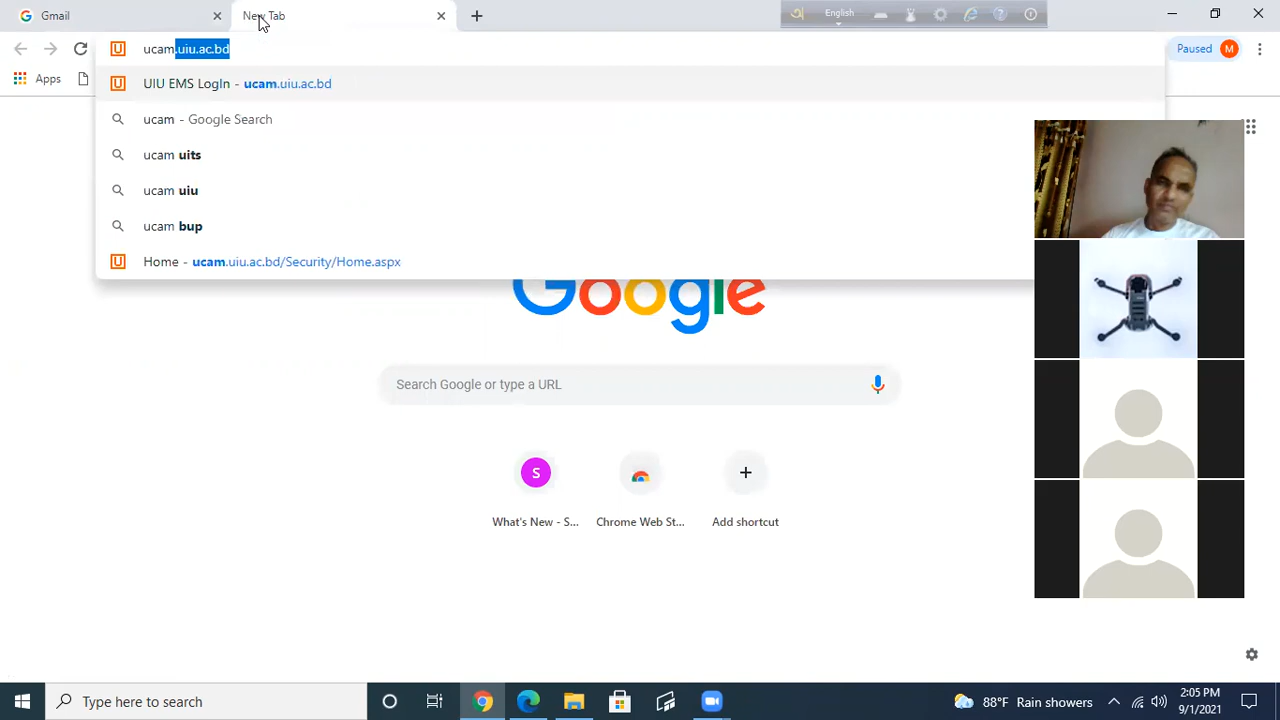 Gmail
New Tab
English
ucam.uiu.ac.bd
Paused M
Apps
UIU EMS LogIn - ucam.uiu.ac.bd
ucam - Google Search
ucam uits
ucam uiu
ucam bup
Home - ucam.uiu.ac.bd/Security/Home.aspx
Google
Search Google or type a URL
S
What's New - S...
Chrome Web St...
Add shortcut
Type here to search
88°F Rain showers
2:05 PM
9/1/2021